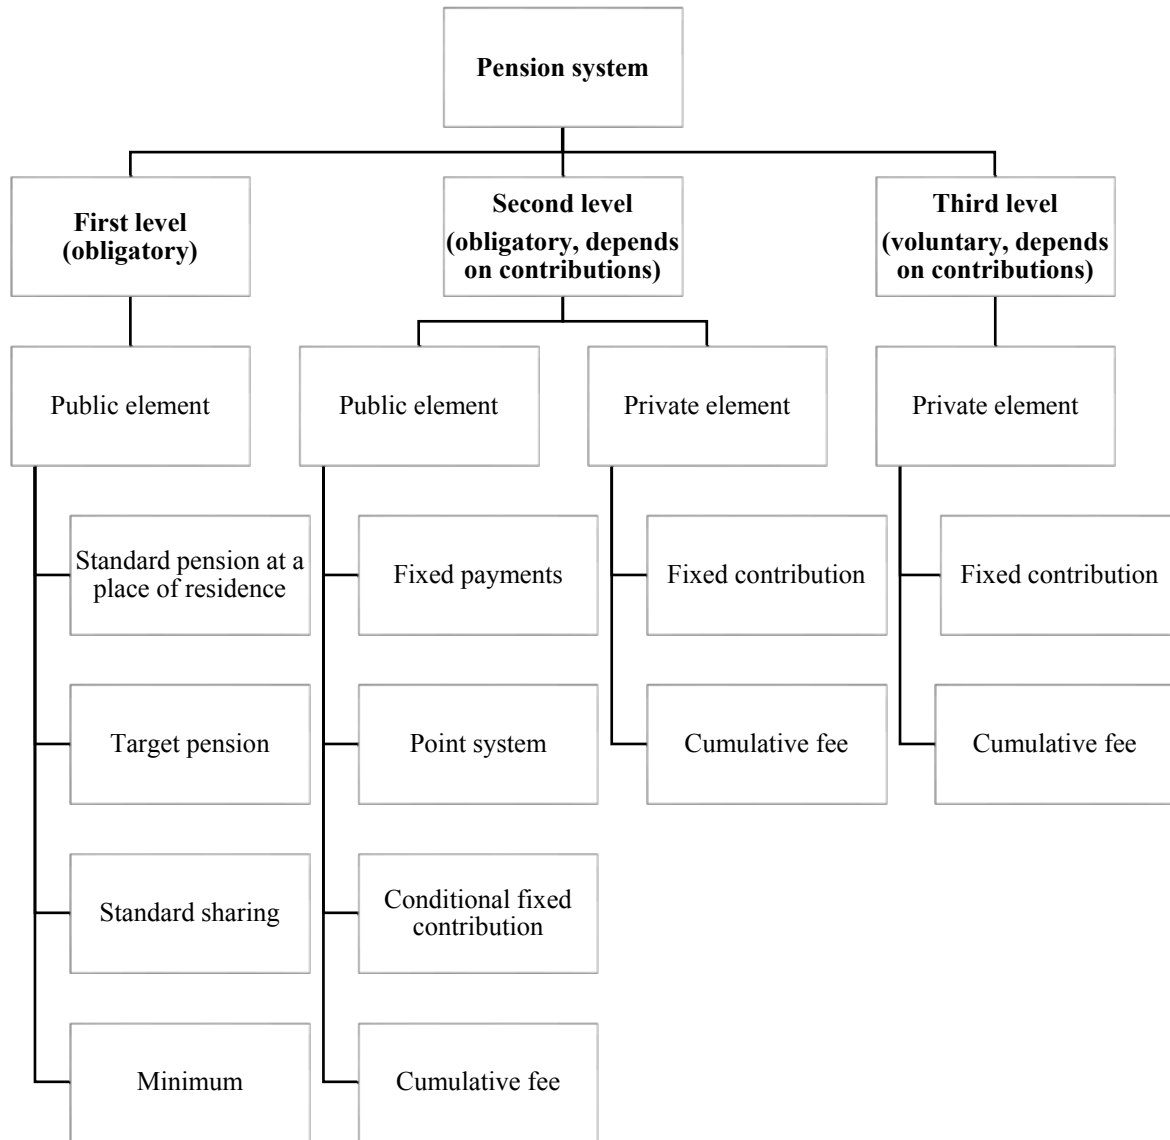 Pension system
First level
(obligatory)
Second level
(obligatory, depends
on contributions)
Third level
(voluntary, depends
on contributions)
Public element
Public element
Private element
Private element
Standard pension at a
place of residence
Fixed payments
Fixed contribution
Fixed contribution
Target pension
Point system
Cumulative fee
Cumulative fee
Standard sharing
Conditional fixed
contribution
Minimum
Cumulative fee